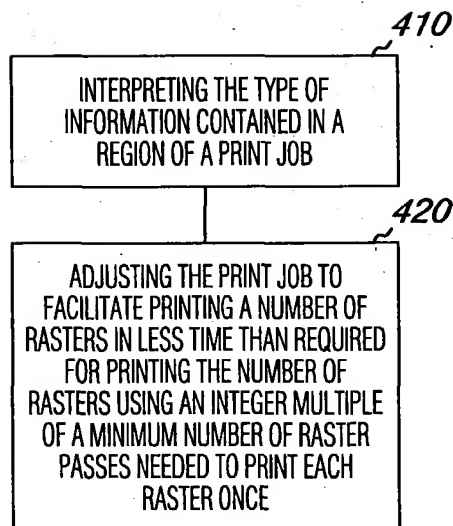 410
INTERPRETING THE TYPE OF
INFORMATION CONTAINED IN A
REGION OF A PRINT JOB
420
ADJUSTING THE PRINT JOB TO
FACILITATE PRINTING A NUMBER OF
RASTERS IN LESS TIME THAN REQUIRED
FOR PRINTING THE NUMBER OF
RASTERS USING AN INTEGER MULTIPLE
OF A MINIMUM NUMBER OF RASTER
PASSES NEEDED TO PRINT EACH
RASTER ONCE